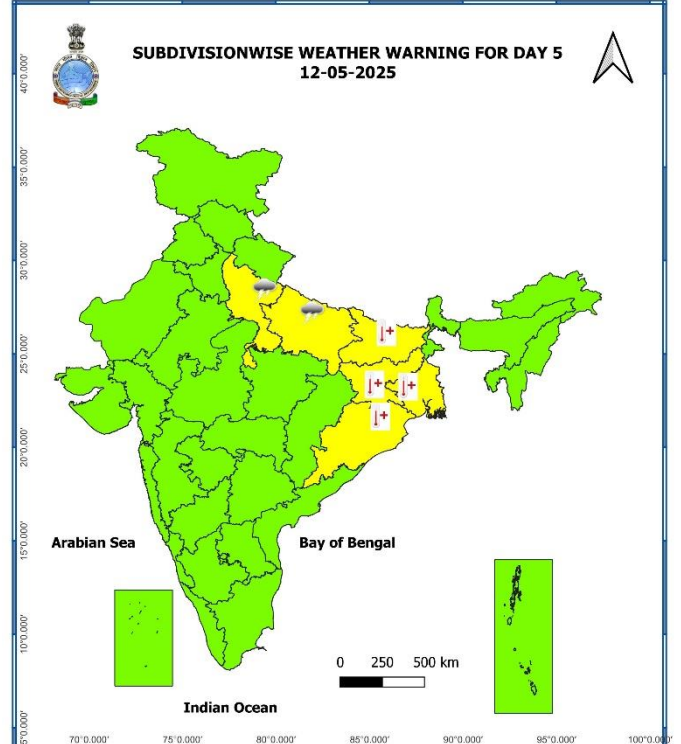 SUBDIVISIONWISE WEATHER WARNING FOR DAY 5
12-05-2025
40°0.000'
35°0.000'
30°0.000'
25°0.000'
20°0.000'
15°0.000'
10°0.000'
5°0.000'
Arabian Sea
Bay of Bengal
0 250 500 km
Indian Ocean
70°0.000' 75°0.000' 80°0.000' 85°0.000' 90°0.000' 95°0.000' 100°0.000'